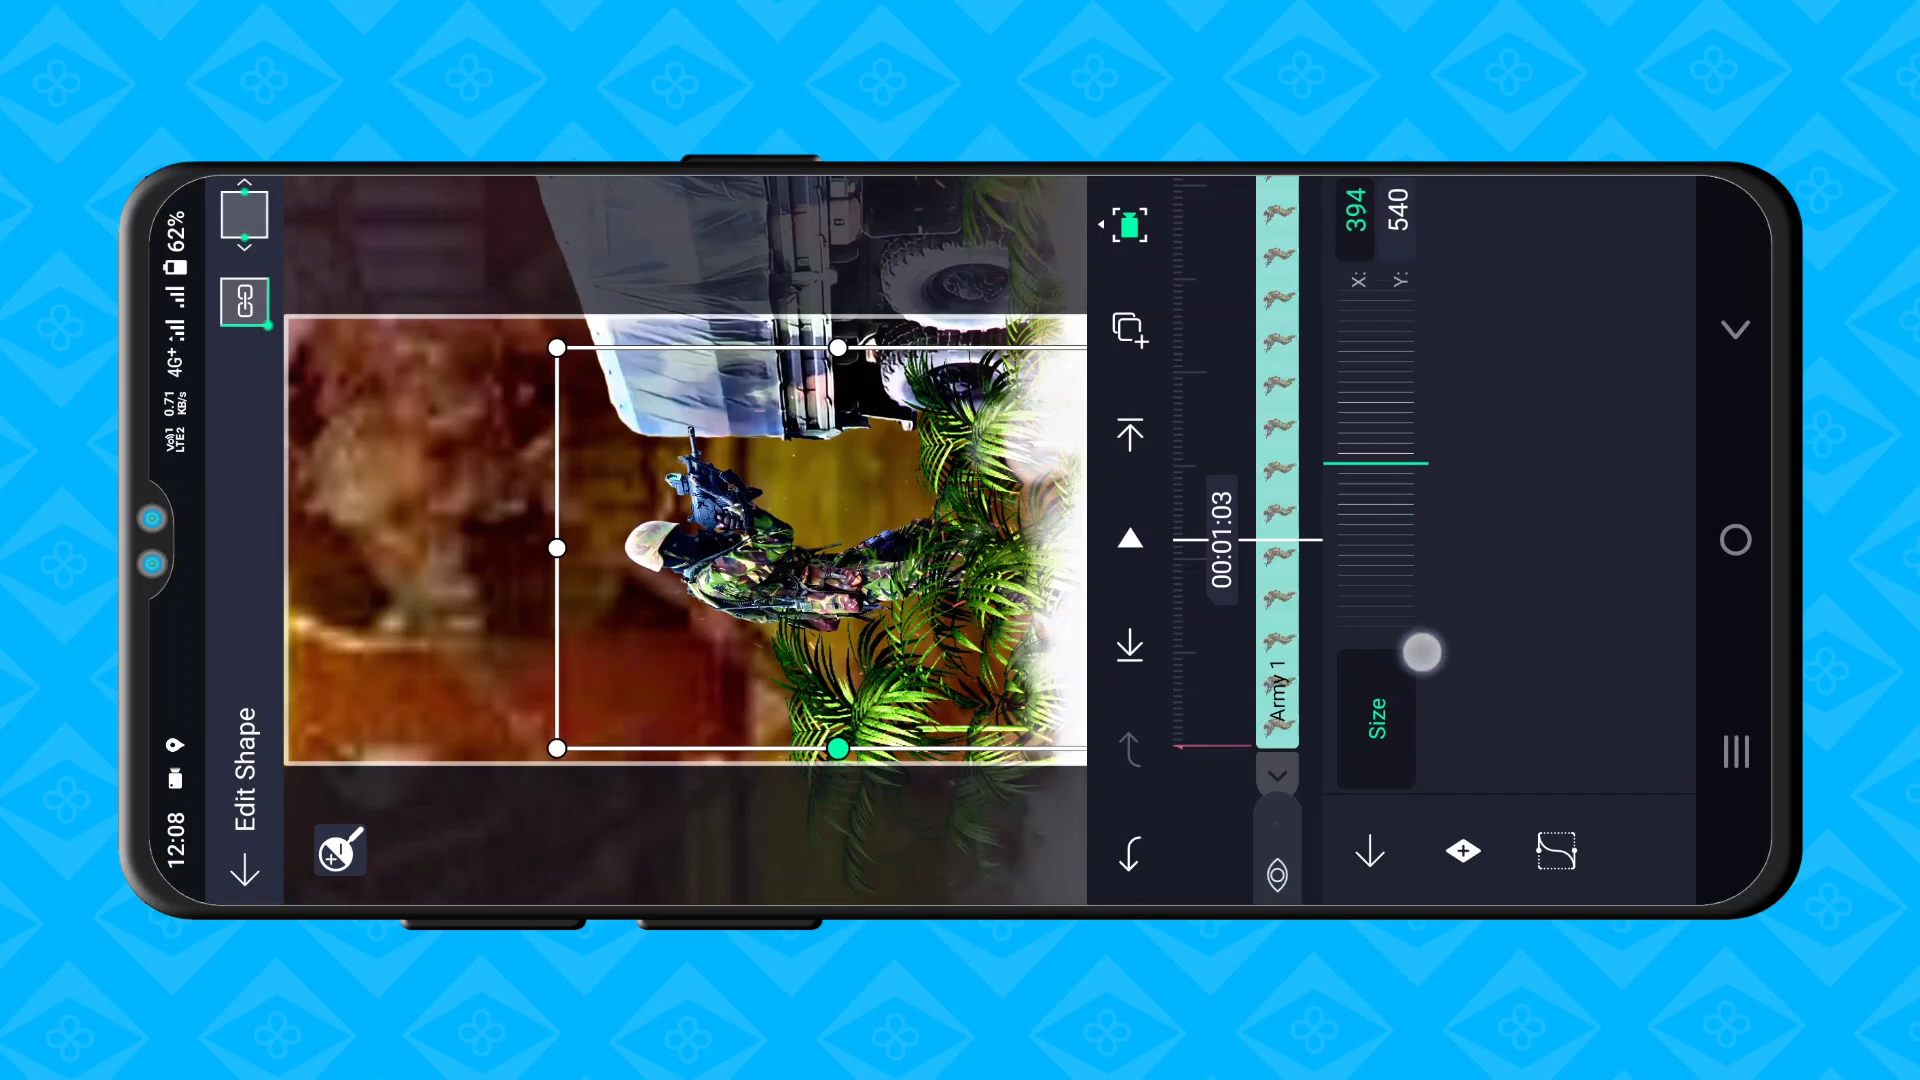 12:08
Vo)) 1
LTE2
0.71
KB/s
4G+
62%
Edit Shape
00:01:03
Army 1
Size
X: 394
Y: 540